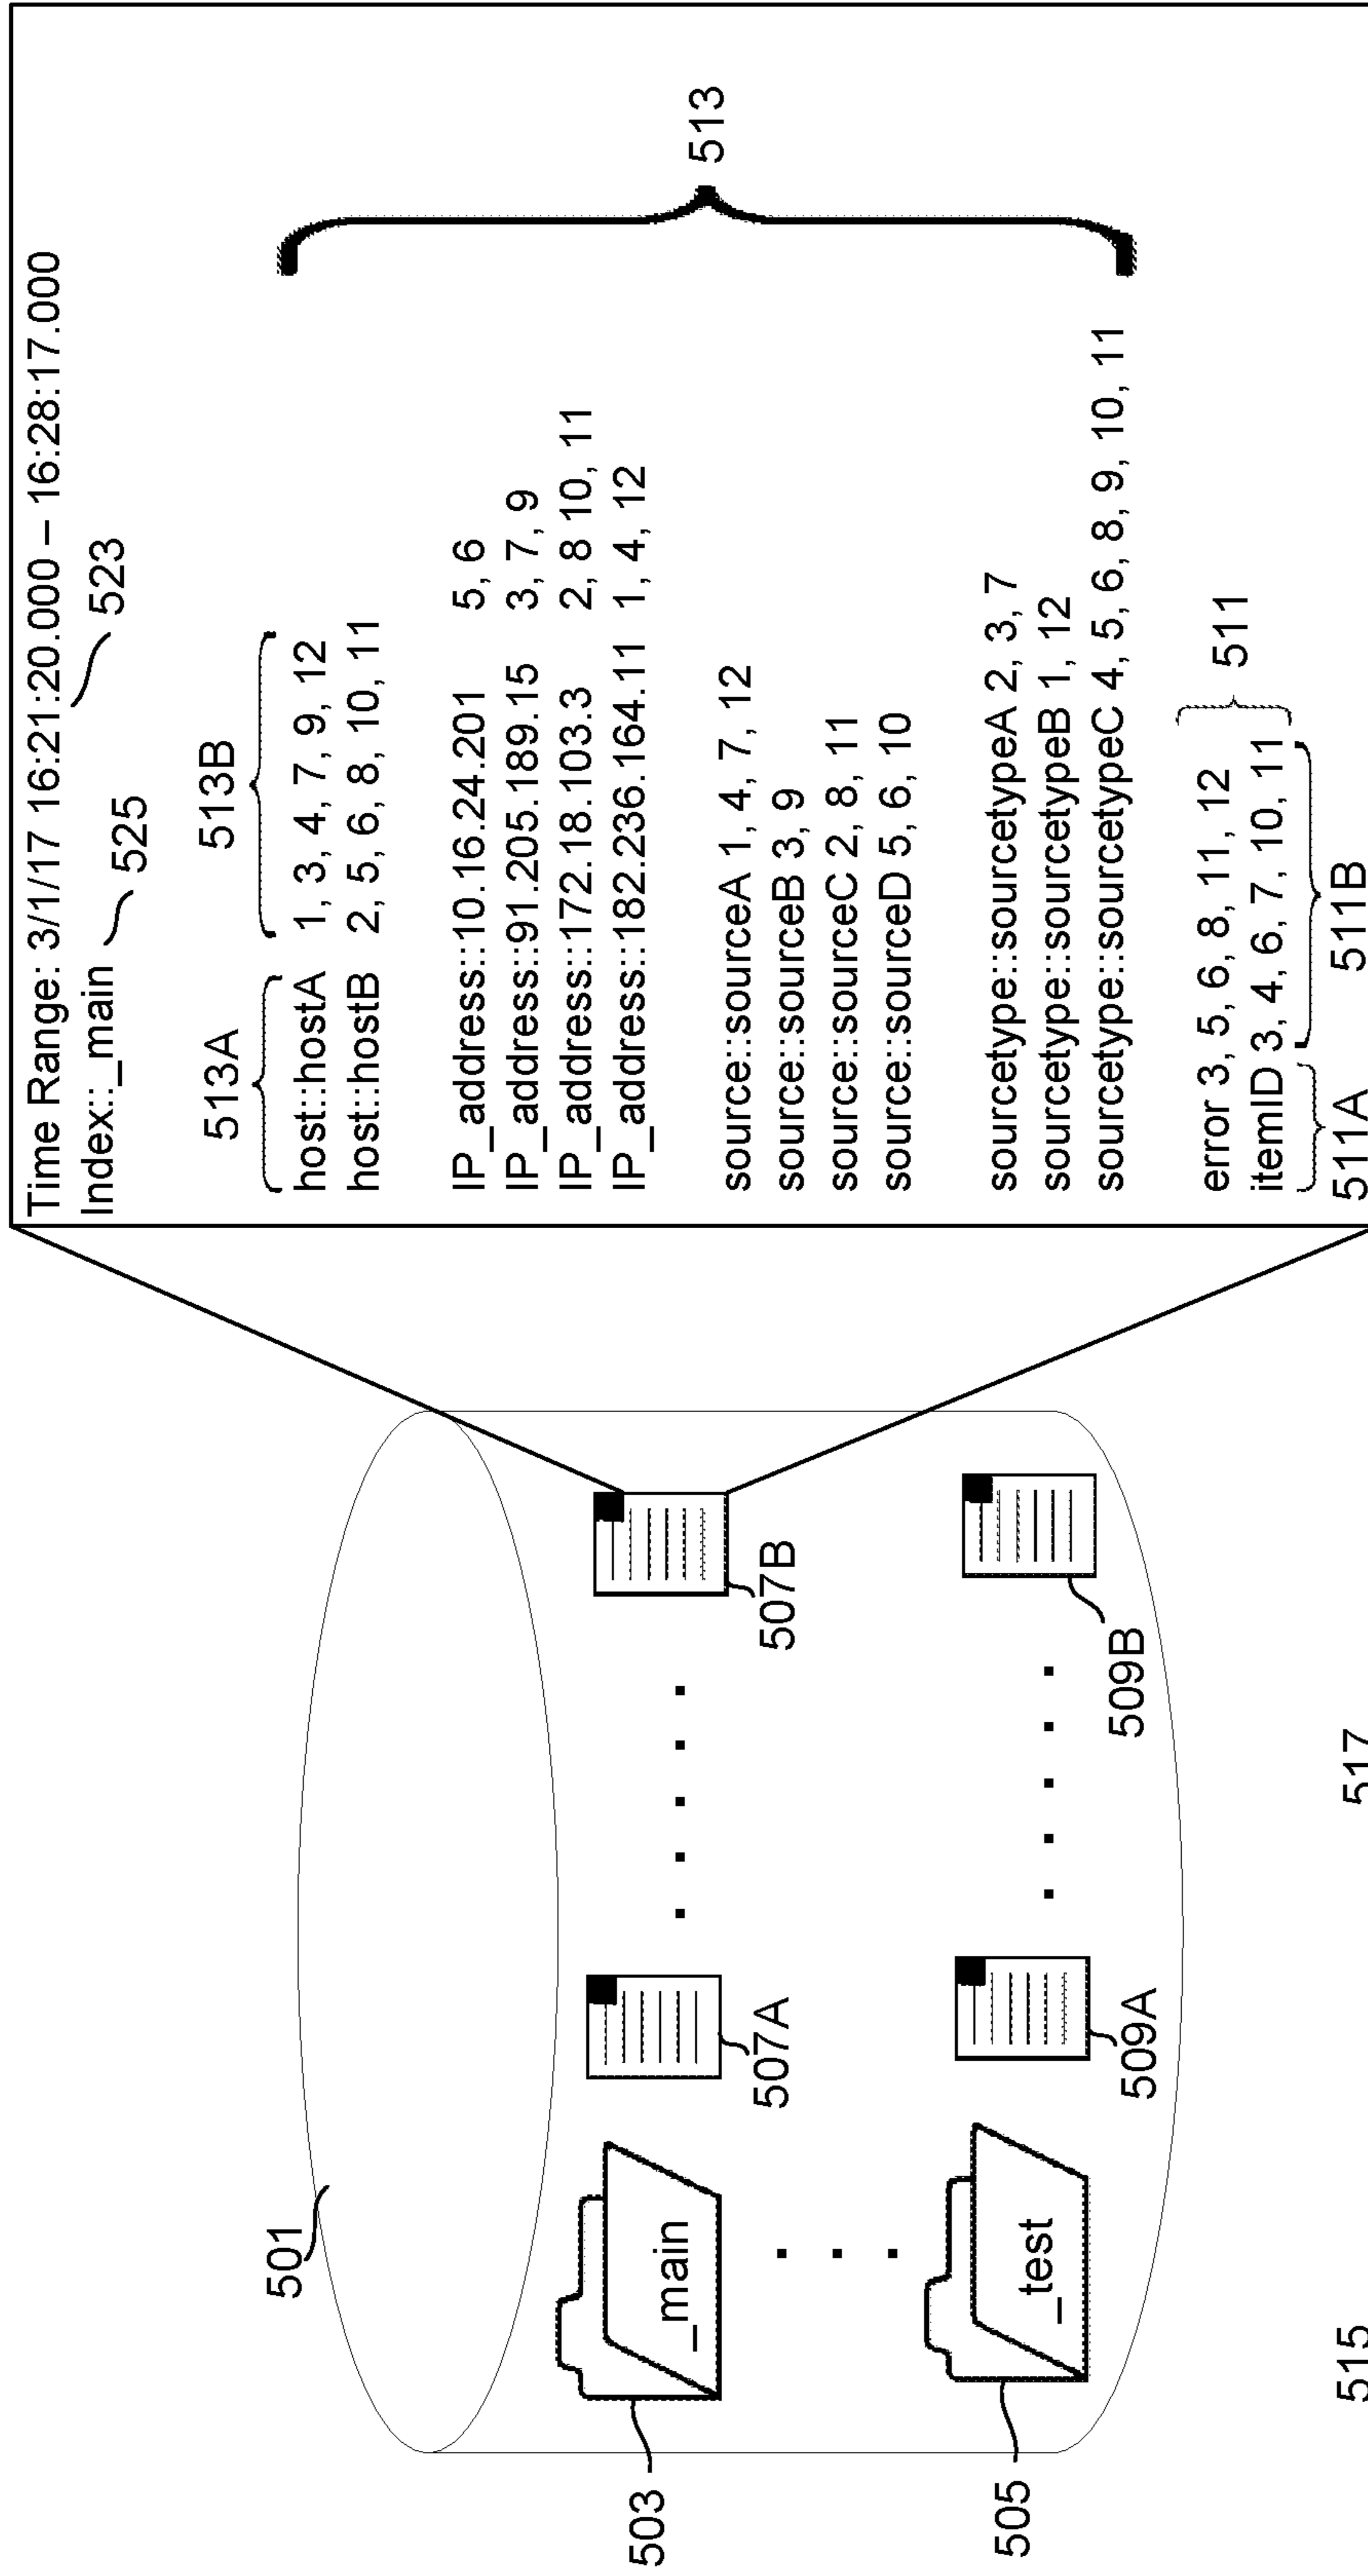 Time Range: 3/1/17 16:21:20.000 – 16:28:17.000
523
Index::_main
525
513A
513B
host::hostA 1, 3, 4, 7, 9, 12
host::hostB 2, 5, 6, 8, 10, 11
IP_address::10.16.24.201 5, 6
IP_address::91.205.189.15 3, 7, 9
IP_address::172.18.103.3 2, 8 10, 11
IP_address::182.236.164.11 1, 4, 12
513
source::sourceA 1, 4, 7, 12
source::sourceB 3, 9
source::sourceC 2, 8, 11
source::sourceD 5, 6, 10
sourcetype::sourcetypeA 2, 3, 7
sourcetype::sourcetypeB 1, 12
sourcetype::sourcetypeC 4, 5, 6, 8, 9, 10, 11
error 3, 5, 6, 8, 11, 12
itemID 3, 4, 6, 7, 10, 11
511
511A
511B
501
503
_main
507A
507B
505
_test
509A
509B
515
517